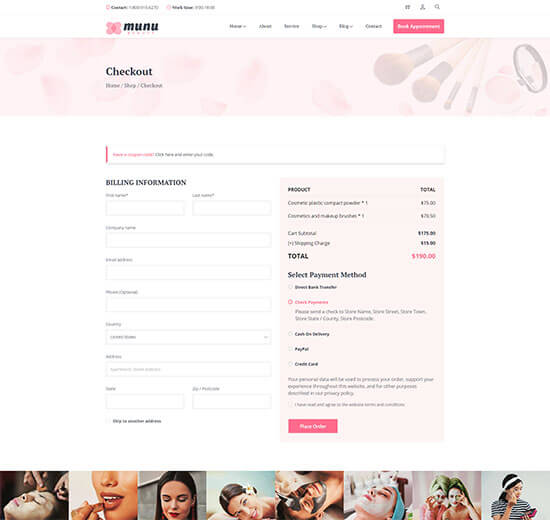 Contact: 1-800-915-6270 Work time: 9:00-18:00
munu
BEAUTY
Home About Service Shop Blog Contact Book Appointment
Checkout
Home / Shop / Checkout
Have a coupon code? Click here and enter your code.
BILLING INFORMATION
First name* Last name*
Company name
Email address
Phone (Optional)
Country
United States
Address
Apartment, Street Address
State Zip / Postcode
Ship to another address
PRODUCT TOTAL
Cosmetic plastic compact powder * 1 $75.00
Cosmetics and makeup brushes * 1 $70.50
Cart Subtotal $175.00
(+) Shipping Charge $15.00
TOTAL $190.00
Select Payment Method
Direct Bank Transfer
Check Payments
Please send a check to Store Name, Store Street, Store Town,
Store State / County, Store Postcode.
Cash On Delivery
PayPal
Credit Card
Your personal data will be used to process your order, support your
experience throughout this website, and for other purposes
described in our privacy policy.
I have read and agree to the website terms and conditions
Place Order